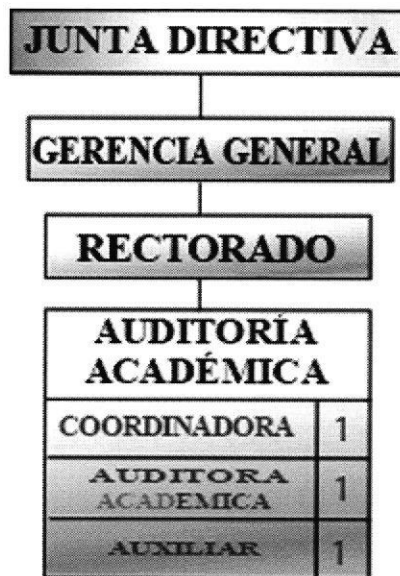 JUNTA DIRECTIVA
GERENCIA GENERAL
RECTORADO
AUDITORÍA
ACADÉMICA
COORDINADORA 1
AUDITORA
ACADEMICA 1
AUXILIAR 1